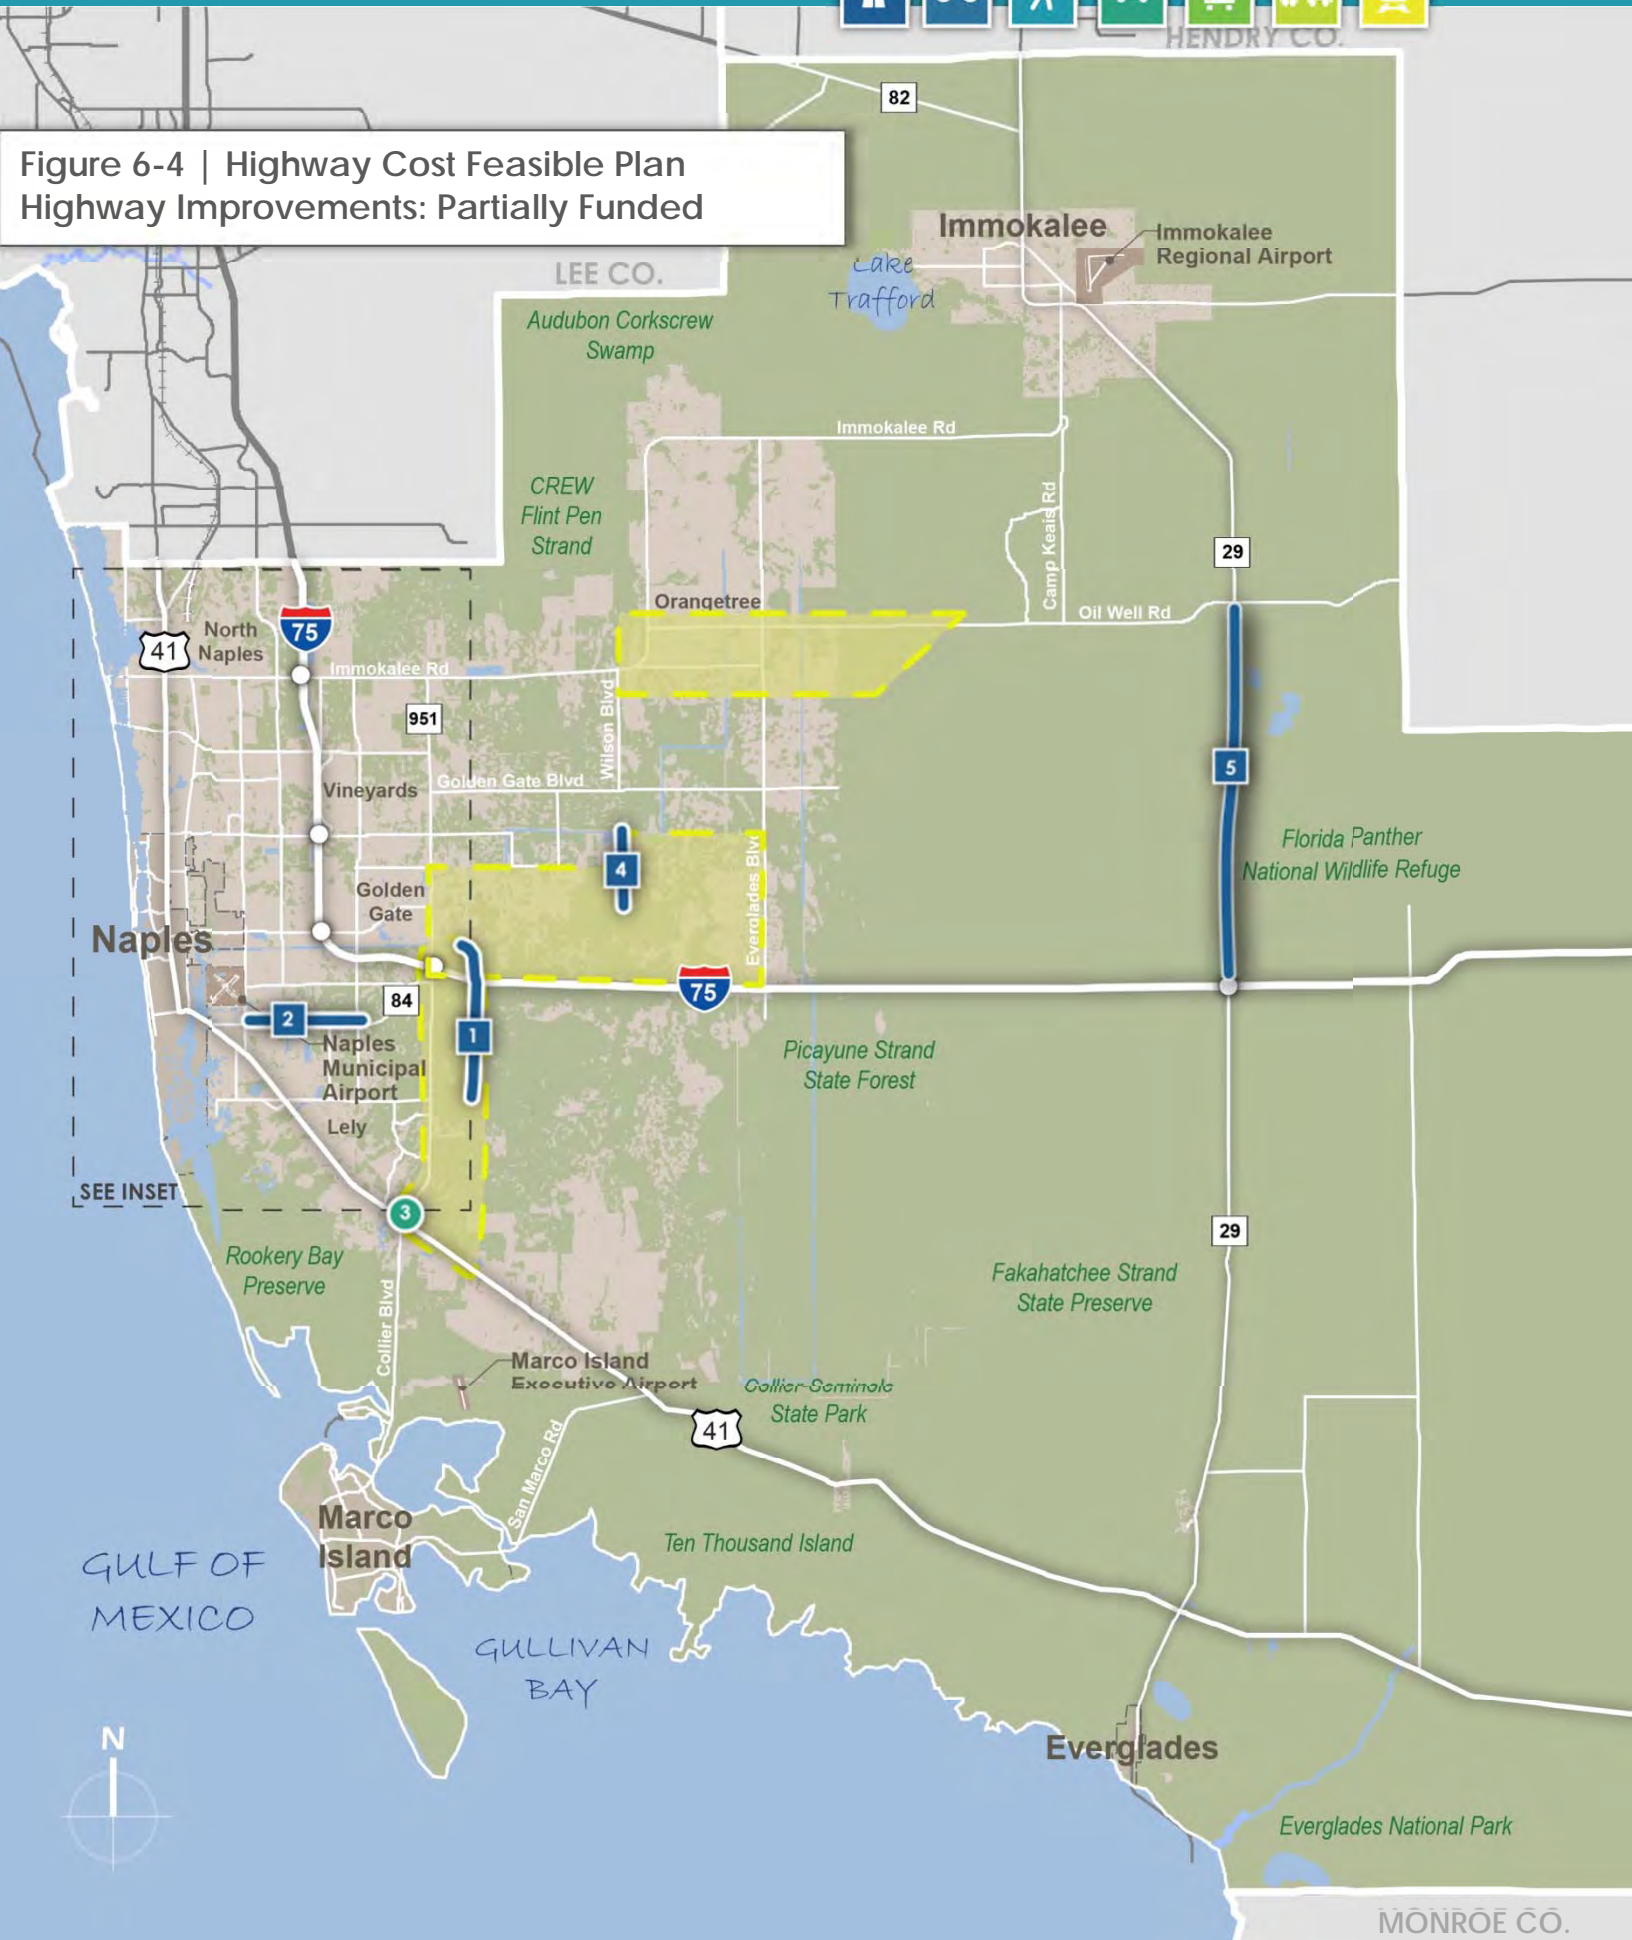 HENDRY CO.
82
Figure 6-4 | Highway Cost Feasible Plan
Highway Improvements: Partially Funded
Immokalee
Immokalee
Regional Airport
LEE CO.
Lake
Trafford
Audubon Corkscrew
Swamp
Immokalee Rd
CREW
Flint Pen
Strand
Camp Keais Rd
29
Orangetree
Oil Well Rd
North
Naples
75
41
Immokalee Rd
951
Wilson Blvd
5
Vineyards
Golden Gate Blvd
Florida Panther
National Wildlife Refuge
4
Everglades Blvd
Golden
Gate
Naples
75
84
2
1
Naples
Municipal
Airport
Picayune Strand
State Forest
Lely
SEE INSET
3
29
Rookery Bay
Preserve
Fakahatchee Strand
State Preserve
Collier Blvd
Marco Island
Executive Airport
Collier-Seminole
State Park
41
San Marco Rd
Marco
Island
Ten Thousand Island
GULF OF
MEXICO
GULLIVAN
BAY
N
Everglades
Everglades National Park
MONROE CO.